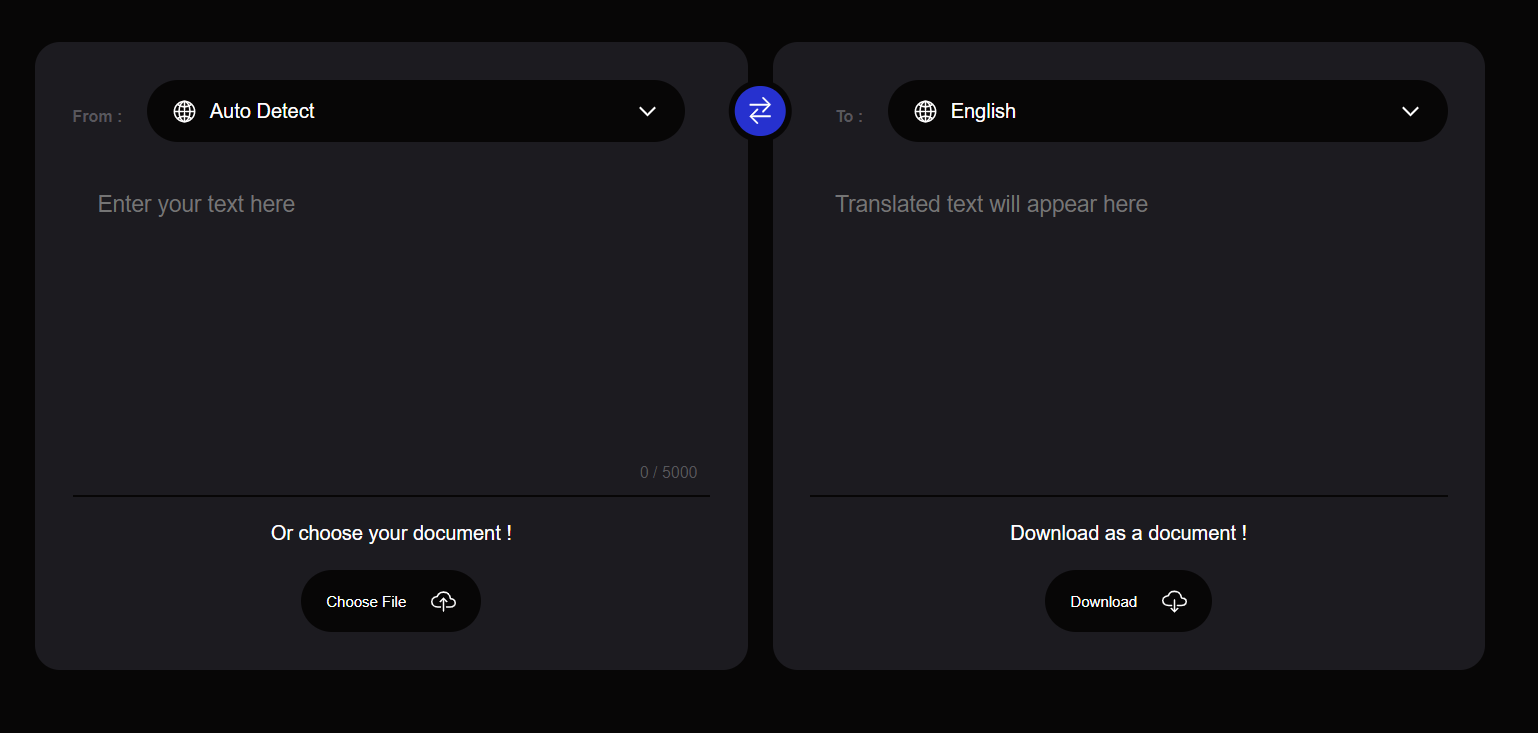 From :
Auto Detect
Enter your text here
0 / 5000
Or choose your document !
Choose File
To :
English
Translated text will appear here
Download as a document !
Download